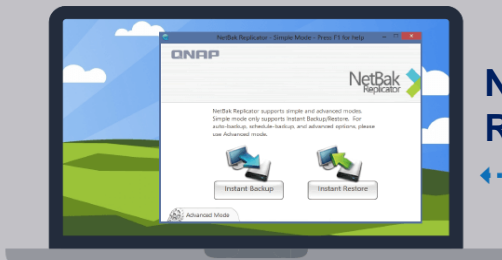 NetBak Replicator - Simple Mode - Press F1 for help
QNAP
NetBak
Replicator
N
R
NetBak Replicator supports simple and advanced modes.
Simple mode only supports Instant Backup/Restore. For
auto-backup, schedule-backup, and advanced options, please
use Advanced mode.
Instant Backup
Instant Restore
Advanced Mode